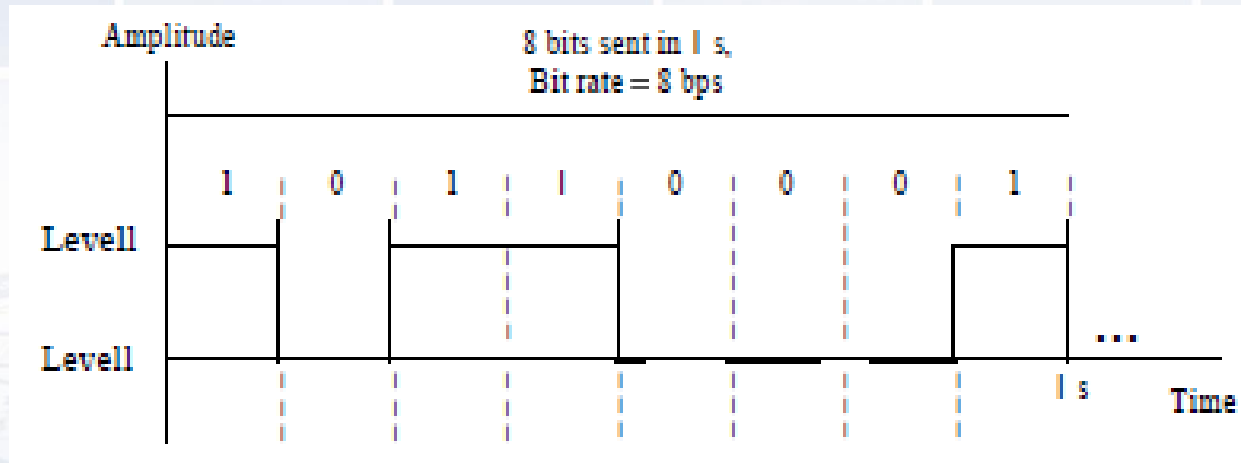 Amplitude
8 bits sent in 1 s,
Bit rate = 8 bps
1 0 1 1 0 0 0 1
Levell
Levell
...
1 s
Time